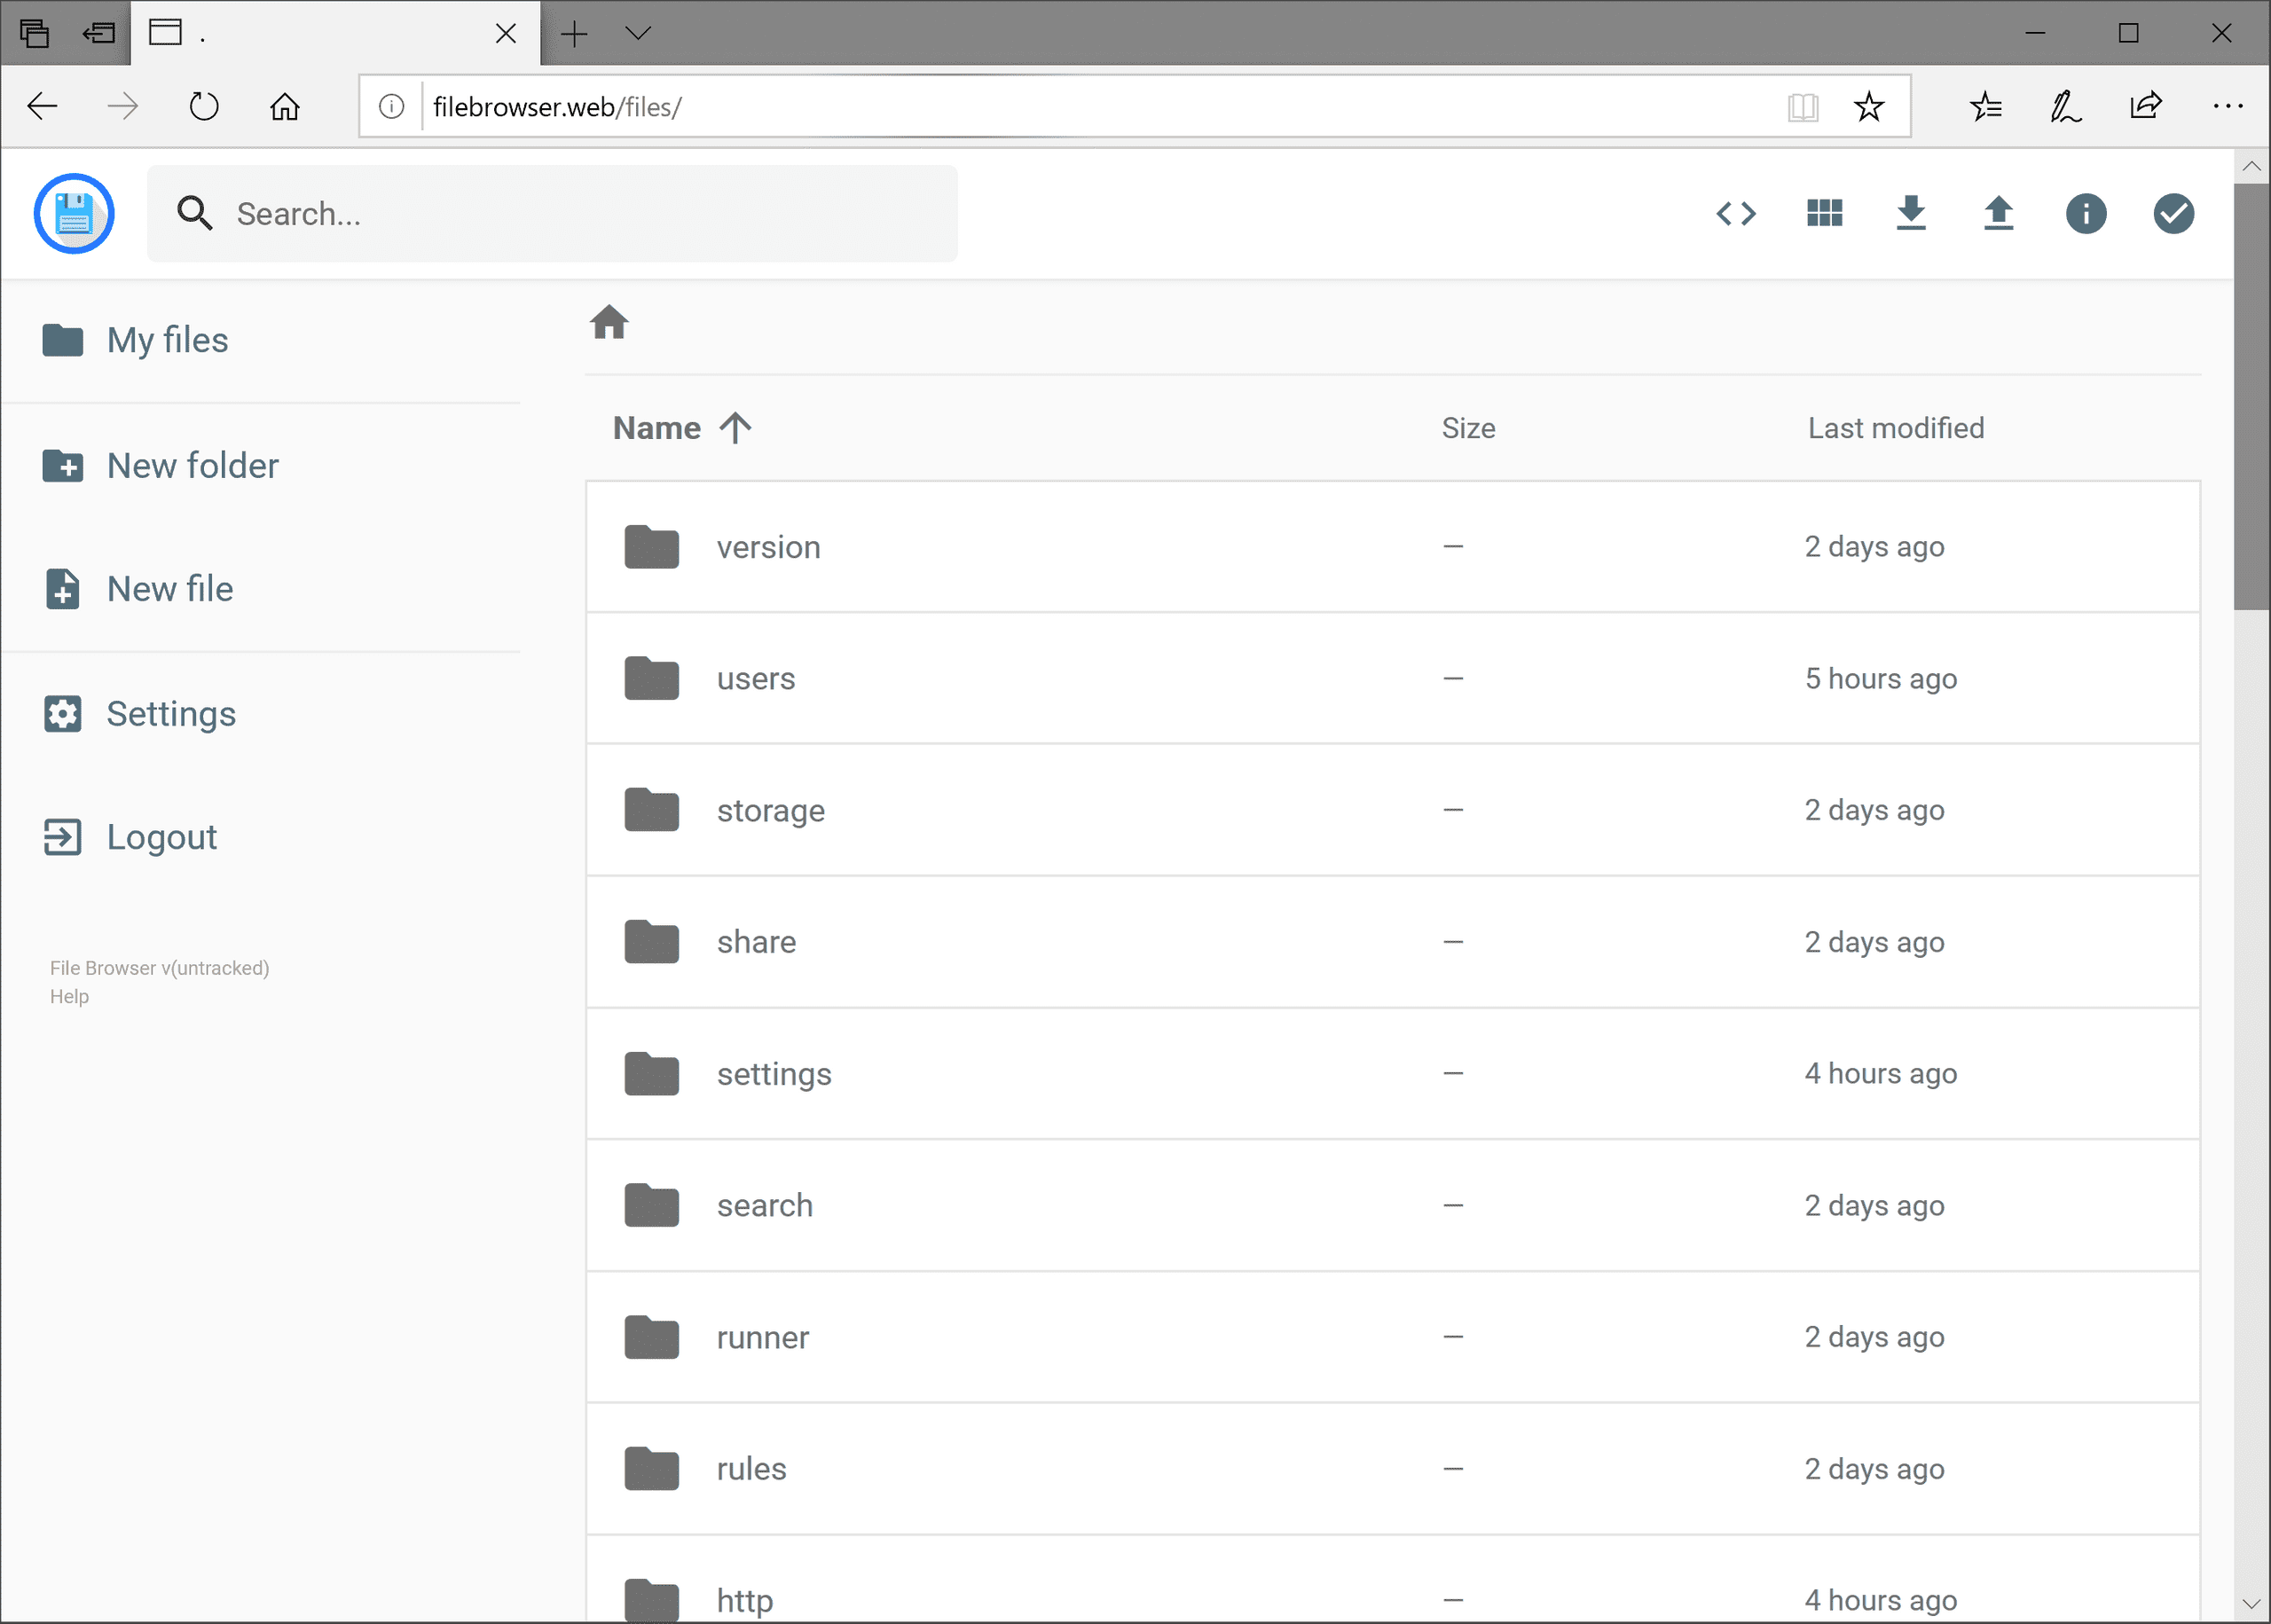 .
filebrowser.web/files/
Search...
My files
New folder
New file
Settings
Logout
File Browser v(untracked)
Help
Name Size Last modified
version — 2 days ago
users — 5 hours ago
storage — 2 days ago
share — 2 days ago
settings — 4 hours ago
search — 2 days ago
runner — 2 days ago
rules — 2 days ago
http — 4 hours ago